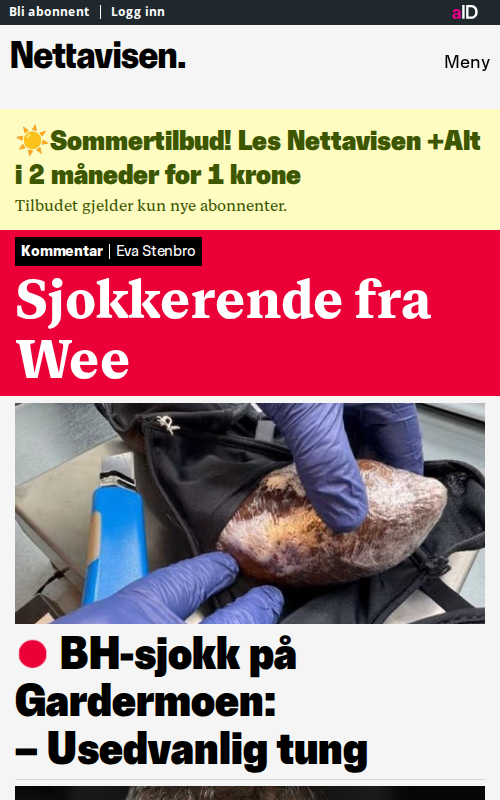 Bli abonnent | Logg inn
aID
Nettavisen.
Meny
☀️Sommertilbud! Les Nettavisen +Alt
i 2 måneder for 1 krone
Tilbudet gjelder kun nye abonnenter.
Kommentar | Eva Stenbro
Sjokkerende fra
Wee
🔴 BH-sjokk på
Gardermoen:
– Usedvanlig tung